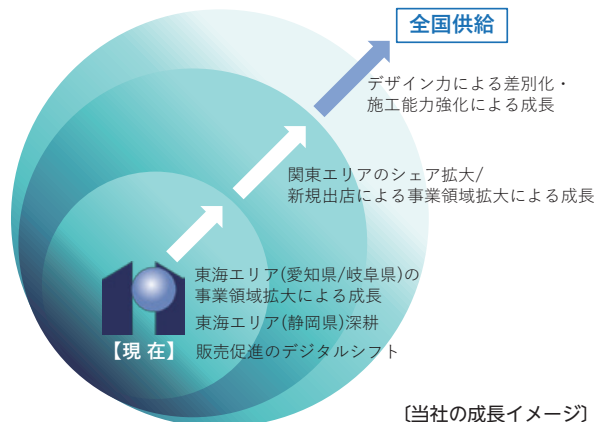 全国供給
デザイン力による差別化・
施工能力強化による成長
関東エリアのシェア拡大/
新規出店による事業領域拡大による成長
東海エリア(愛知県/岐阜県)の
事業領域拡大による成長
東海エリア(静岡県)深耕
【現 在】 販売促進のデジタルシフト
〔当社の成長イメージ〕